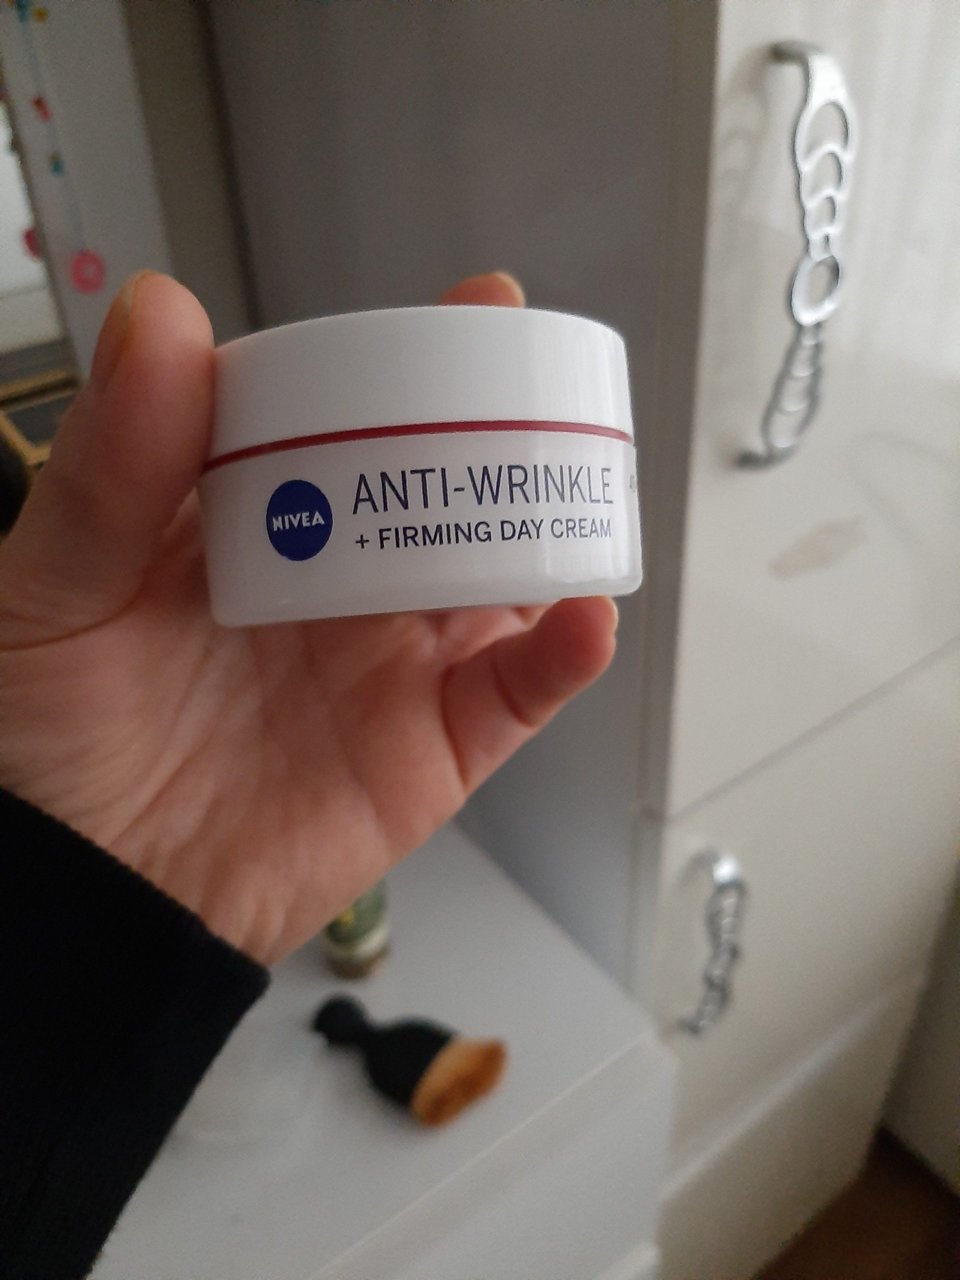 NIVEA
ANTI-WRINKLE
+ FIRMING DAY CREAM